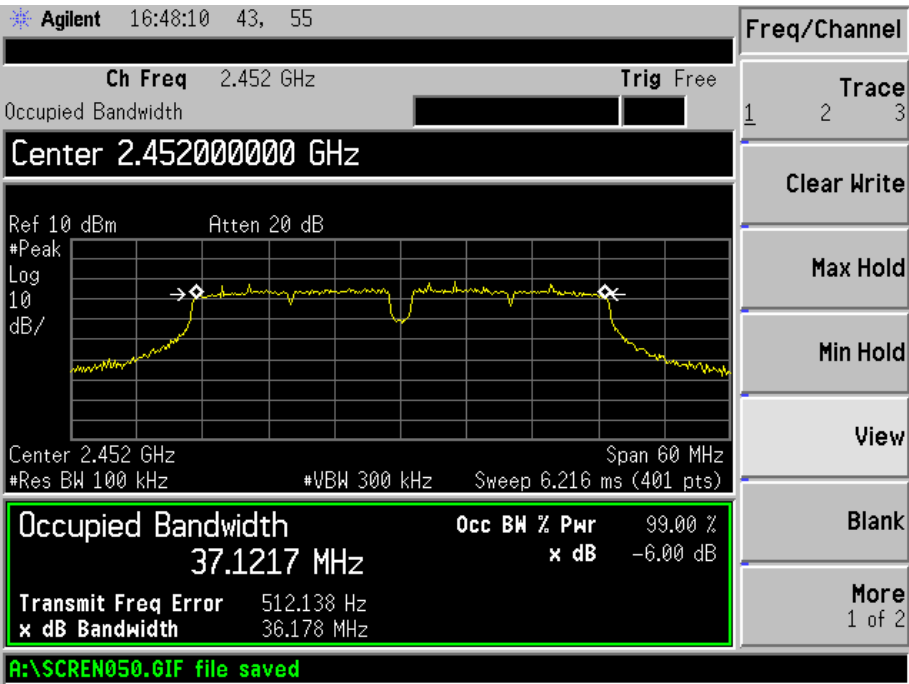 Agilent 16:48:10 43, 55
Freq/Channel
Ch Freq 2.452 GHz Trig Free
Occupied Bandwidth
Trace
1 2 3
Center 2.452000000 GHz
Clear Write
Ref 10 dBm Atten 20 dB
#Peak
Log
10
dB/
Max Hold
Min Hold
View
Center 2.452 GHz Span 60 MHz
#Res BW 100 kHz #VBW 300 kHz Sweep 6.216 ms (401 pts)
Occupied Bandwidth Occ BW % Pwr 99.00 %
37.1217 MHz x dB -6.00 dB
Blank
Transmit Freq Error 512.138 Hz
x dB Bandwidth 36.178 MHz
More
1 of 2
A:\SCREN050.GIF file saved